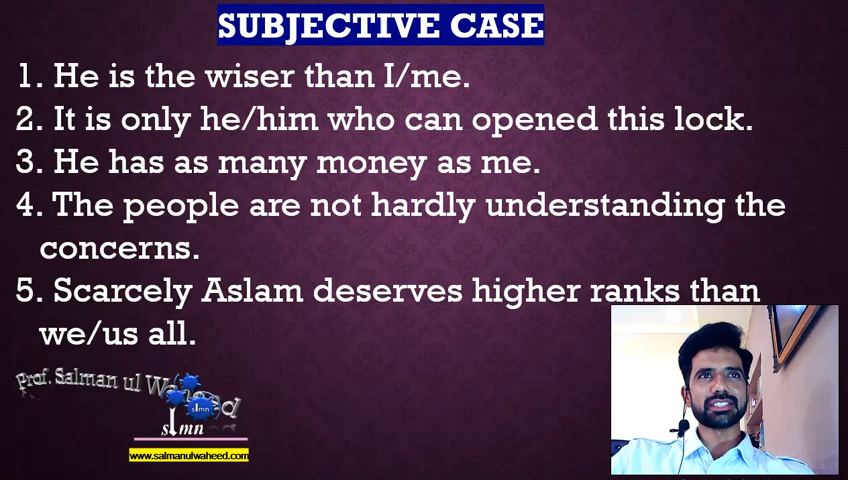 SUBJECTIVE CASE
1. He is the wiser than I/me.
2. It is only he/him who can opened this lock.
3. He has as many money as me.
4. The people are not hardly understanding the
concerns.
5. Scarcely Aslam deserves higher ranks than
we/us all.
Prof. Salman ul Waheed
slmn
slmn
www.salmanulwaheed.com